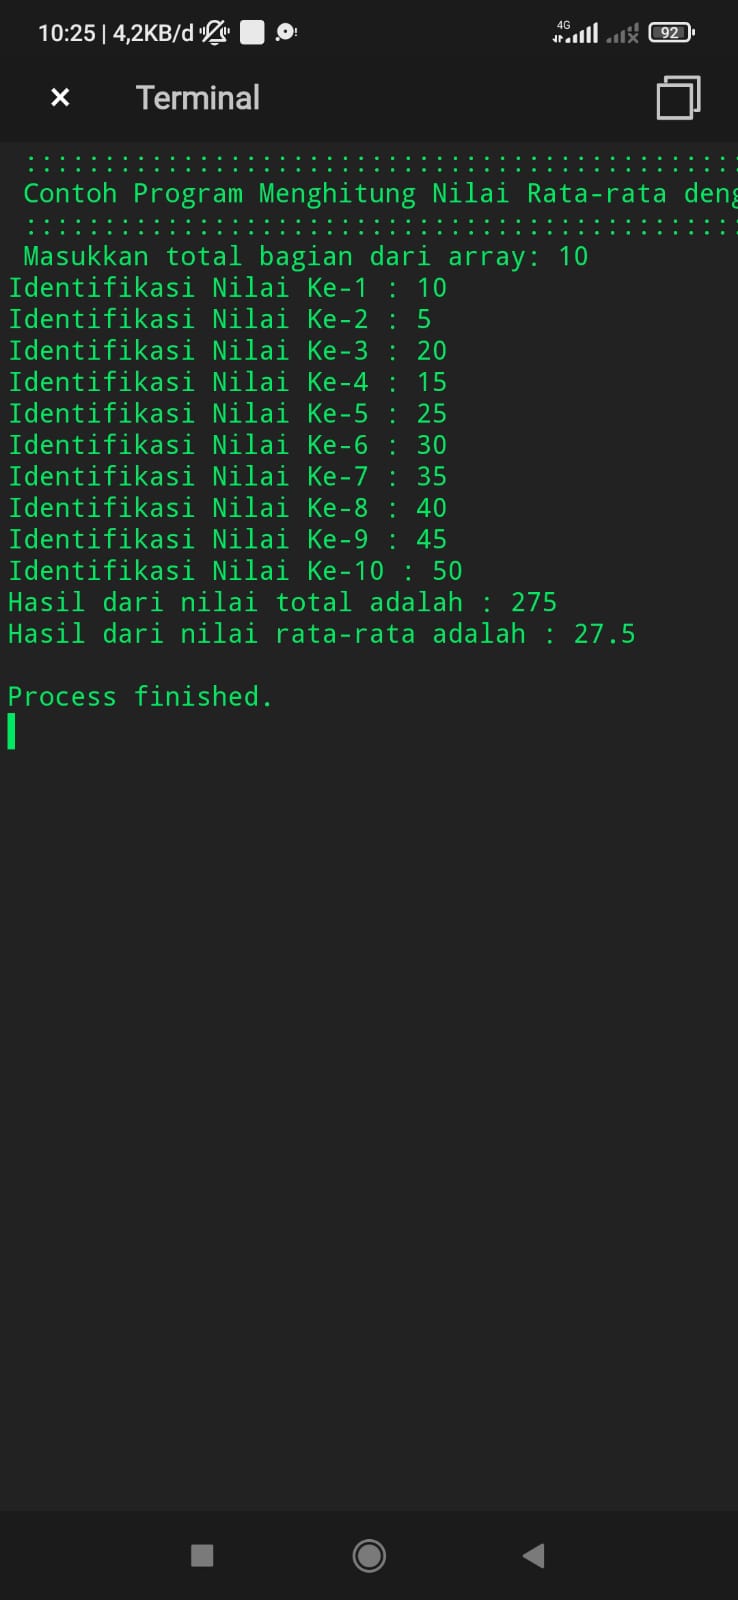 10:25 | 4,2KB/d 4G 92
Terminal
::::::::::::::::::::::::::::::::::::::::::::::
Contoh Program Menghitung Nilai Rata-rata deng
::::::::::::::::::::::::::::::::::::::::::::::
Masukkan total bagian dari array: 10
Identifikasi Nilai Ke-1 : 10
Identifikasi Nilai Ke-2 : 5
Identifikasi Nilai Ke-3 : 20
Identifikasi Nilai Ke-4 : 15
Identifikasi Nilai Ke-5 : 25
Identifikasi Nilai Ke-6 : 30
Identifikasi Nilai Ke-7 : 35
Identifikasi Nilai Ke-8 : 40
Identifikasi Nilai Ke-9 : 45
Identifikasi Nilai Ke-10 : 50
Hasil dari nilai total adalah : 275
Hasil dari nilai rata-rata adalah : 27.5
Process finished.